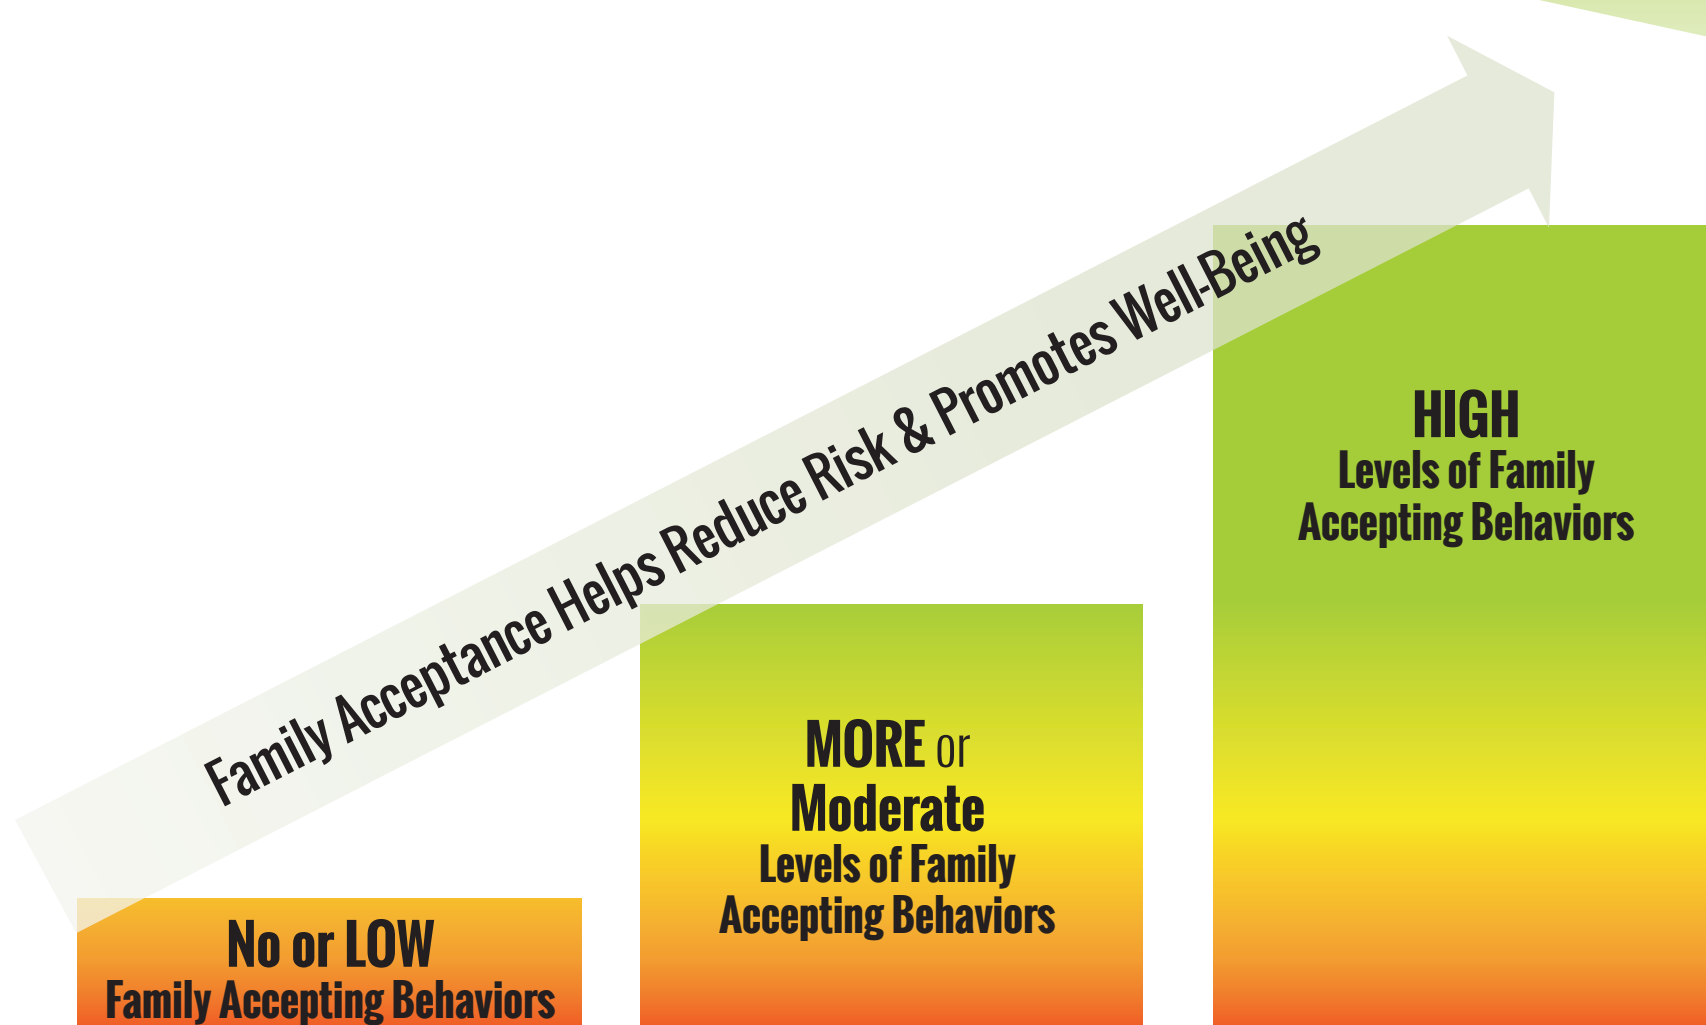 Family Acceptance Helps Reduce Risk & Promotes Well-Being
HIGH
Levels of Family
Accepting Behaviors
MORE or
Moderate
Levels of Family
Accepting Behaviors
No or LOW
Family Accepting Behaviors